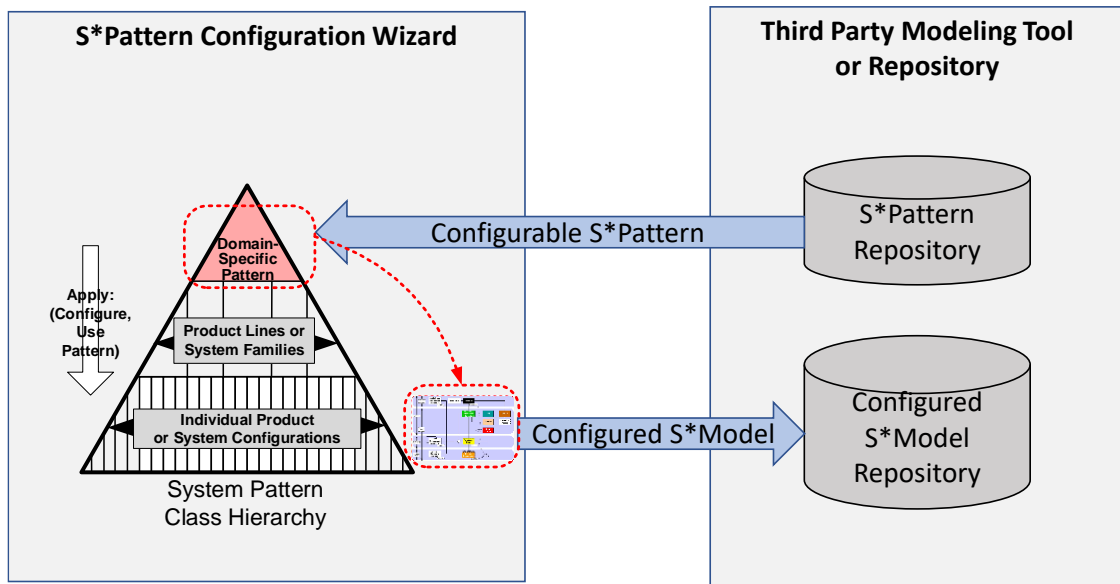 S*Pattern Configuration Wizard
Third Party Modeling Tool
or Repository
Domain-
Specific
Pattern
Configurable S*Pattern
S*Pattern
Repository
Apply:
(Configure,
Use
Pattern)
Product Lines or
System Families
Individual Product
or System Configurations
Configured S*Model
Configured
S*Model
Repository
System Pattern
Class Hierarchy